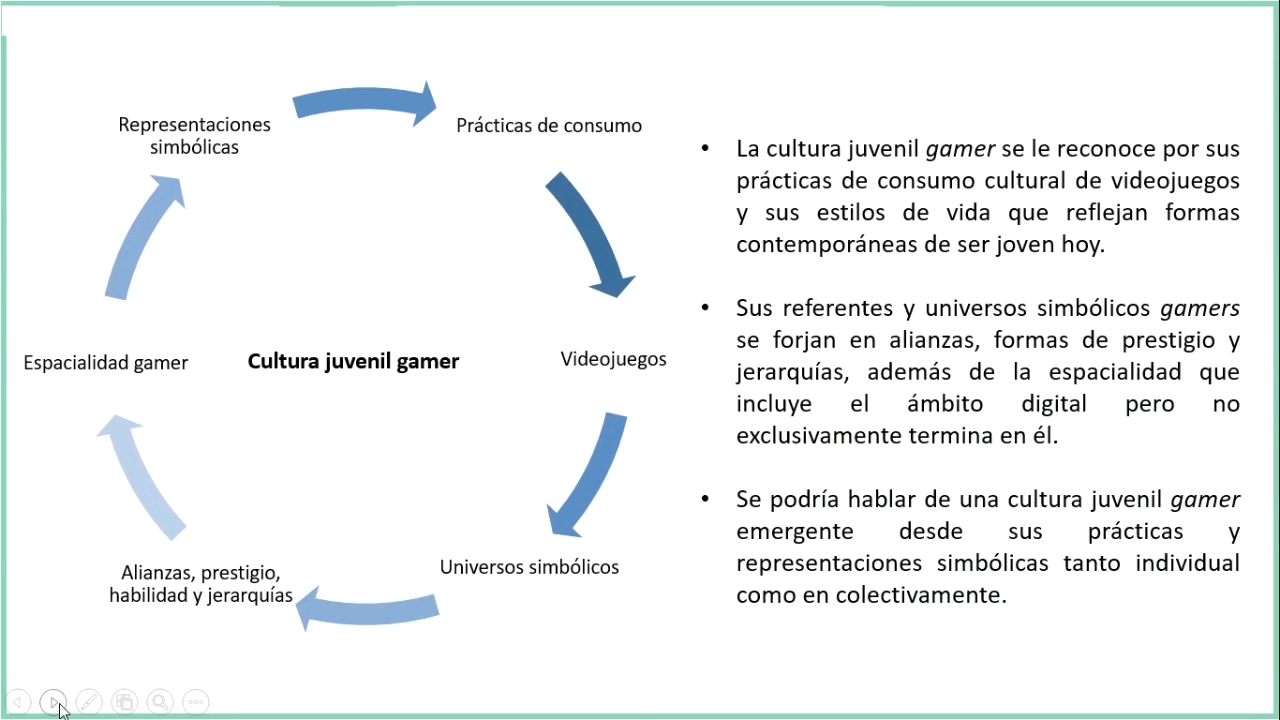 Representaciones
simbólicas
Prácticas de consumo
Espacialidad gamer
Cultura juvenil gamer
Videojuegos
Alianzas, prestigio,
habilidad y jerarquías
Universos simbólicos
• La cultura juvenil gamer se le reconoce por sus
prácticas de consumo cultural de videojuegos
y sus estilos de vida que reflejan formas
contemporáneas de ser joven hoy.
• Sus referentes y universos simbólicos gamers
se forjan en alianzas, formas de prestigio y
jerarquías, además de la espacialidad que
incluye el ámbito digital pero no
exclusivamente termina en él.
• Se podría hablar de una cultura juvenil gamer
emergente desde sus prácticas y
representaciones simbólicas tanto individual
como en colectivamente.